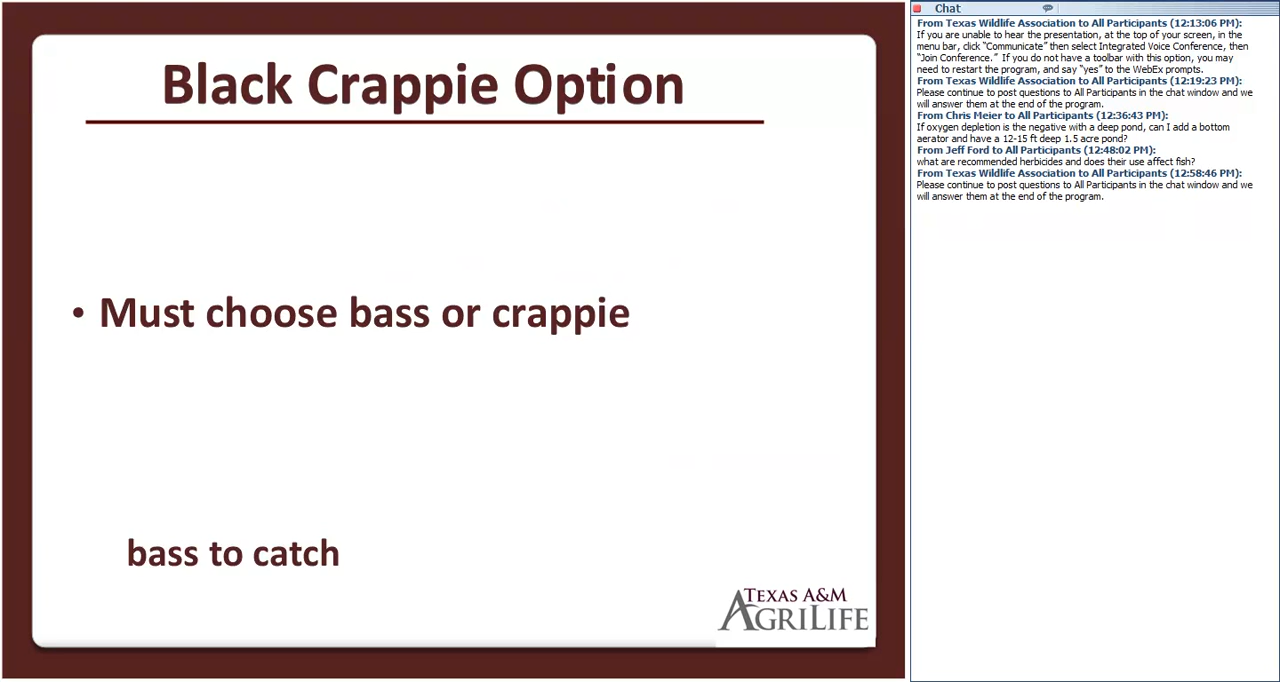 Black Crappie Option
• Must choose bass or crappie
bass to catch
TEXAS A&M
AGRILIFE
Chat
From Texas Wildlife Association to All Participants (12:13:06 PM):
If you are unable to hear the presentation, at the top of your screen, in the
menu bar, click “Communicate” then select Integrated Voice Conference, then
“Join Conference.”  If you do not have a toolbar with this option, you may
need to restart the program, and say “yes” to the WebEx prompts.
From Texas Wildlife Association to All Participants (12:19:23 PM):
Please continue to post questions to All Participants in the chat window and we
will answer them at the end of the program.
From Chris Meier to All Participants (12:36:43 PM):
If oxygen depletion is the negative with a deep pond, can I add a bottom
aerator and have a 12-15 ft deep 1.5 acre pond?
From Jeff Ford to All Participants (12:48:02 PM):
what are recommended herbicides and does their use affect fish?
From Texas Wildlife Association to All Participants (12:58:46 PM):
Please continue to post questions to All Participants in the chat window and we
will answer them at the end of the program.